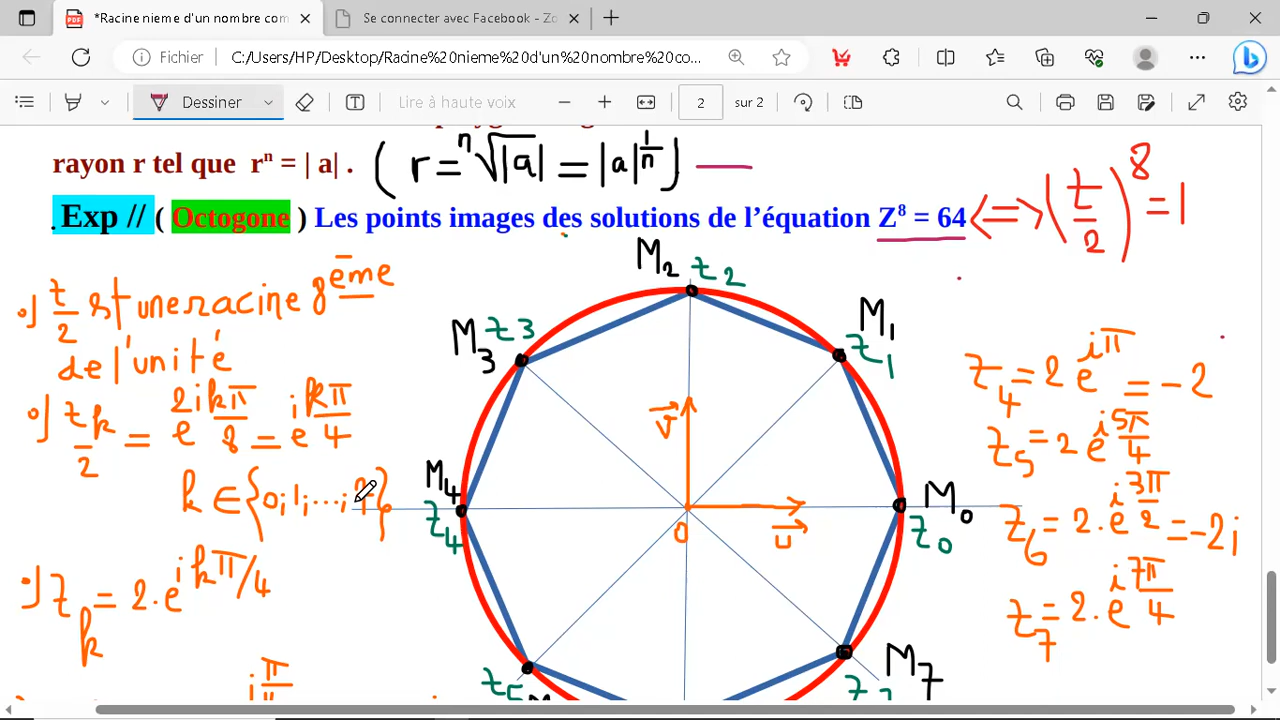 *Racine nieme d'un nombre com
Se connecter avec Facebook - Zo
Fichier
C:/Users/HP/Desktop/Racine%20nieme%20d'un%20nombre%20co...
Dessiner
Lire à haute voix
2
sur 2
rayon r tel que rⁿ = | a| . ( r = ⁿ√|a| = |a|^(1/n) )
Exp // ( Octogone ) Les points images des solutions de l'équation Z⁸ = 64 <=> (z/2)⁸ = 1
•) z/2 est une racine 8ème
de l'unité
•) zk/2 = e^(2ikπ/8) = e^(ikπ/4)
k ∈ {0; 1; ...; 7}
•) zk = 2. e^(ikπ/4)
M2 z2
M1
z1
M3 z3
M4
z4
M0
z0
z5
M7
v
u
O
z4 = 2 e^(iπ) = -2
z5 = 2 e^(i5π/4)
z6 = 2. e^(i3π/2) = -2i
z7 = 2. e^(i7π/4)